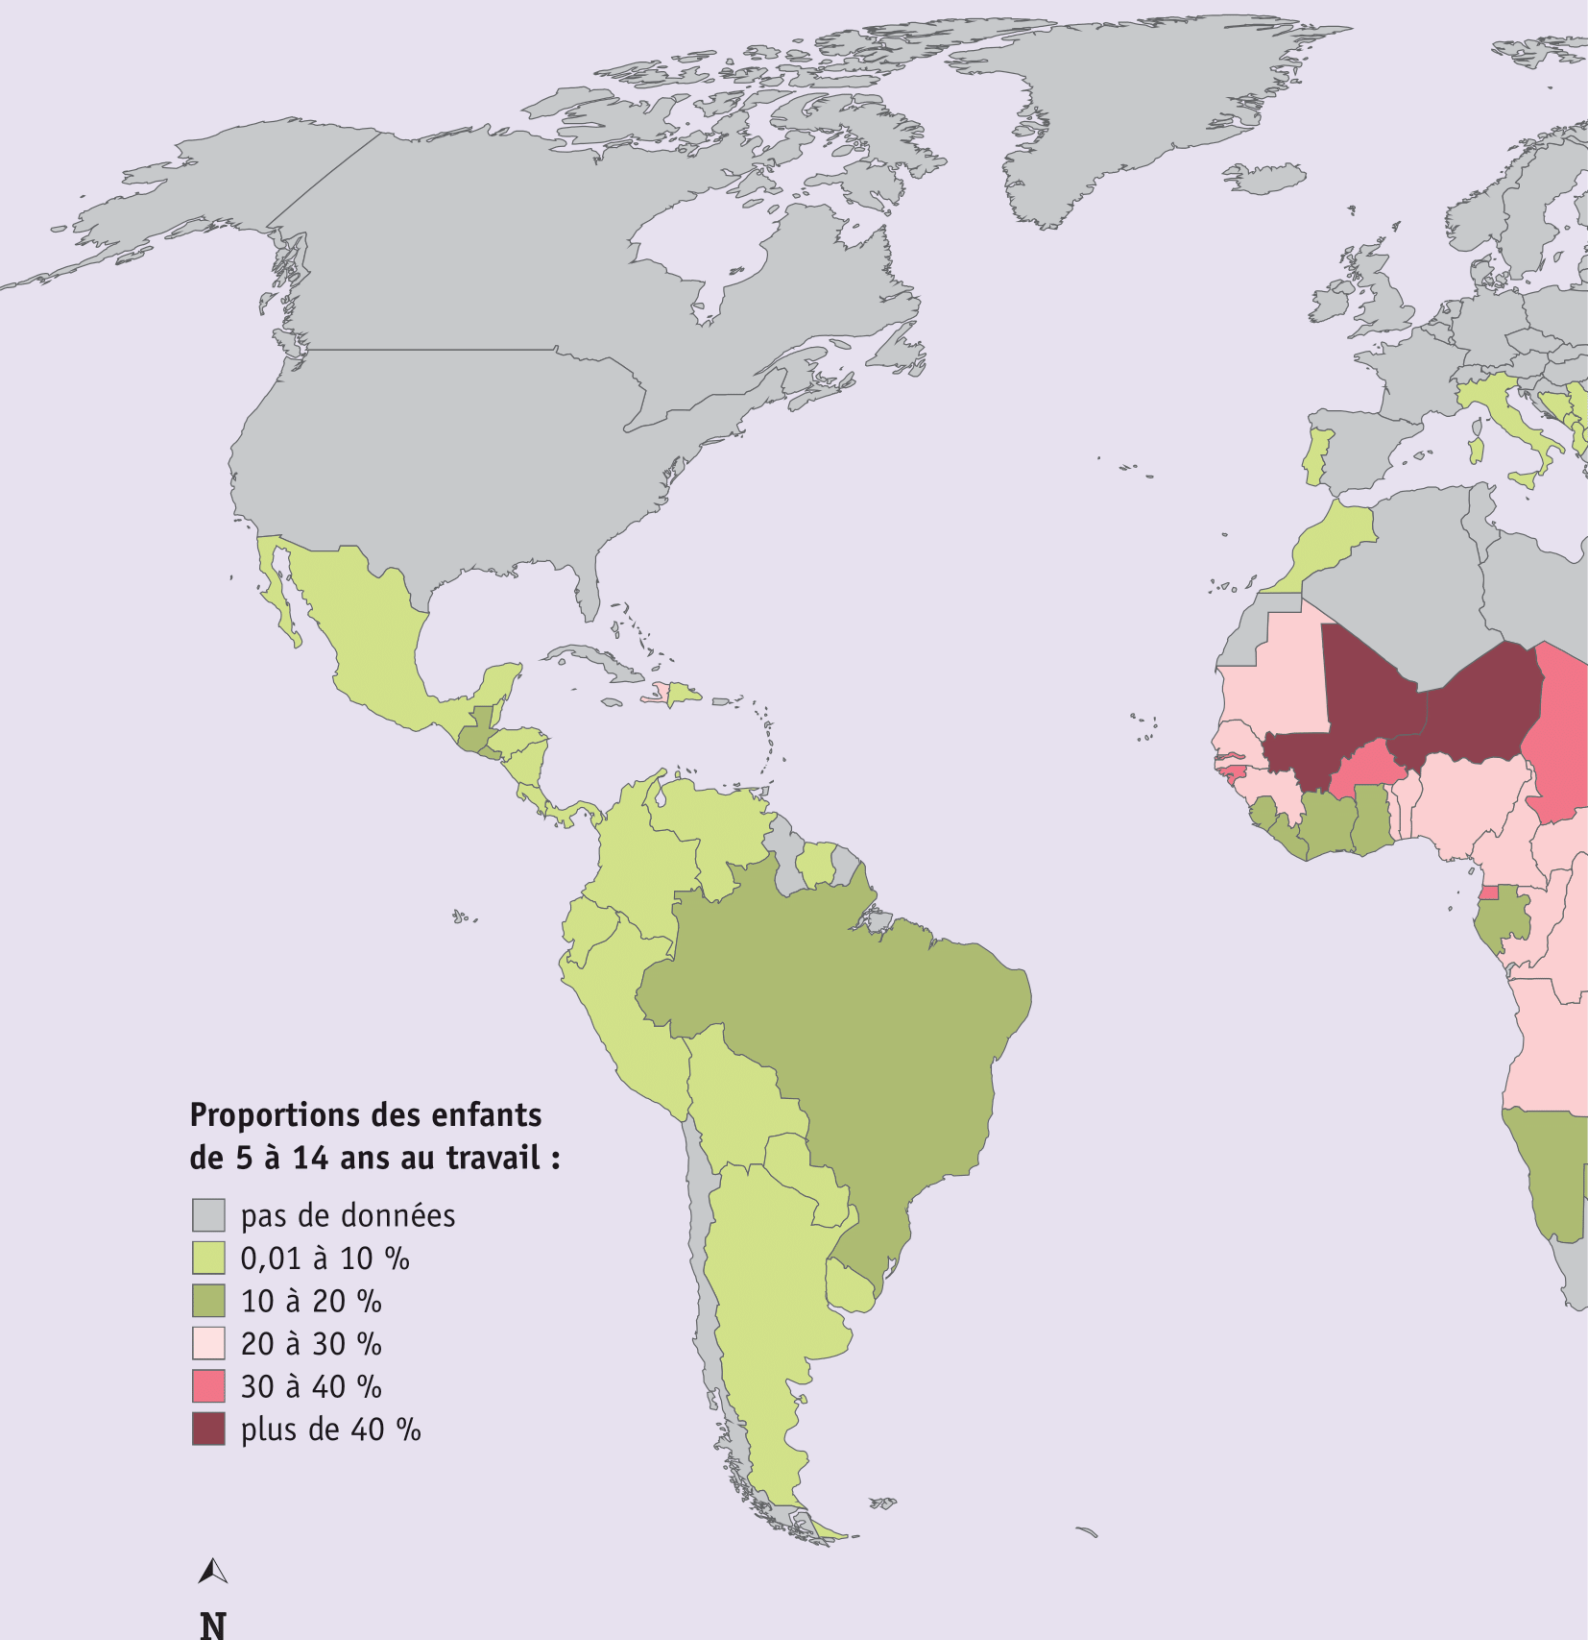 Proportions des enfants
de 5 à 14 ans au travail :
pas de données
0,01 à 10 %
10 à 20 %
20 à 30 %
30 à 40 %
plus de 40 %
N